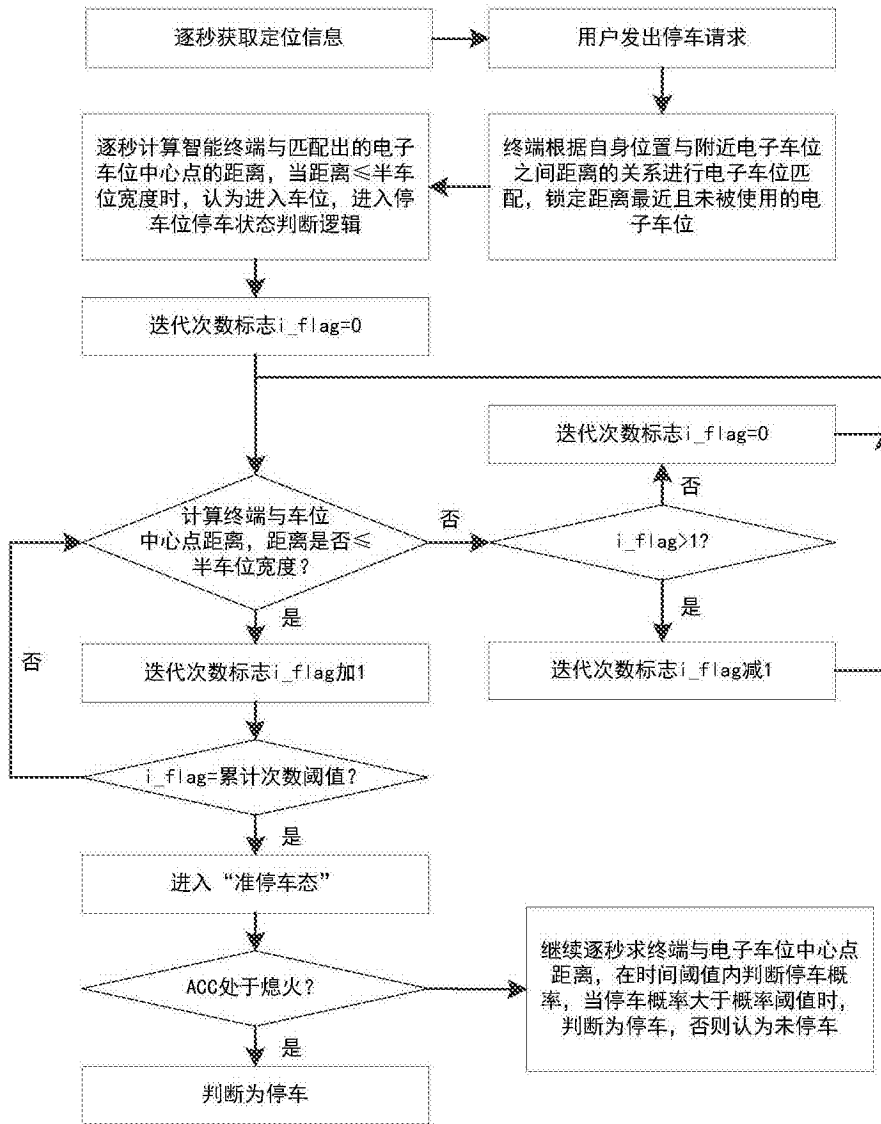 逐秒获取定位信息
用户发出停车请求
逐秒计算智能终端与匹配出的电子
车位中心点的距离，当距离≤半车
位宽度时，认为进入车位，进入停
车位停车状态判断逻辑
终端根据自身位置与附近电子车位
之间距离的关系进行电子车位匹
配，锁定距离最近且未被使用的电
子车位
迭代次数标志i_flag=0
迭代次数标志i_flag=0
否
计算终端与车位
中心点距离，距离是否≤
半车位宽度？
否
i_flag>1?
是
是
否
迭代次数标志i_flag加1
迭代次数标志i_flag减1
i_flag=累计次数阈值？
是
进入“准停车态”
ACC处于熄火？
继续逐秒求终端与电子车位中心点
距离，在时间阈值内判断停车概
率，当停车概率大于概率阈值时，
判断为停车，否则认为未停车
是
判断为停车